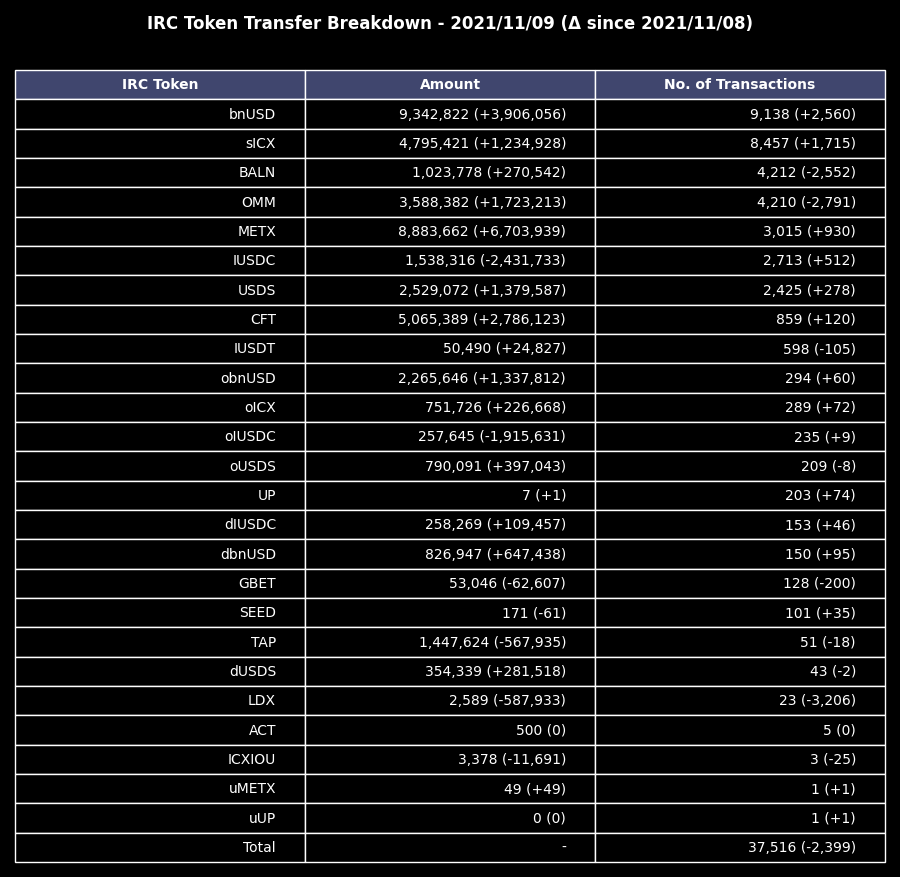 IRC Token Transfer Breakdown - 2021/11/09 (Δ since 2021/11/08)
IRC Token Amount No. of Transactions
bnUSD 9,342,822 (+3,906,056) 9,138 (+2,560)
sICX 4,795,421 (+1,234,928) 8,457 (+1,715)
BALN 1,023,778 (+270,542) 4,212 (-2,552)
OMM 3,588,382 (+1,723,213) 4,210 (-2,791)
METX 8,883,662 (+6,703,939) 3,015 (+930)
IUSDC 1,538,316 (-2,431,733) 2,713 (+512)
USDS 2,529,072 (+1,379,587) 2,425 (+278)
CFT 5,065,389 (+2,786,123) 859 (+120)
IUSDT 50,490 (+24,827) 598 (-105)
obnUSD 2,265,646 (+1,337,812) 294 (+60)
oICX 751,726 (+226,668) 289 (+72)
oIUSDC 257,645 (-1,915,631) 235 (+9)
oUSDS 790,091 (+397,043) 209 (-8)
UP 7 (+1) 203 (+74)
dIUSDC 258,269 (+109,457) 153 (+46)
dbnUSD 826,947 (+647,438) 150 (+95)
GBET 53,046 (-62,607) 128 (-200)
SEED 171 (-61) 101 (+35)
TAP 1,447,624 (-567,935) 51 (-18)
dUSDS 354,339 (+281,518) 43 (-2)
LDX 2,589 (-587,933) 23 (-3,206)
ACT 500 (0) 5 (0)
ICXIOU 3,378 (-11,691) 3 (-25)
uMETX 49 (+49) 1 (+1)
uUP 0 (0) 1 (+1)
Total - 37,516 (-2,399)